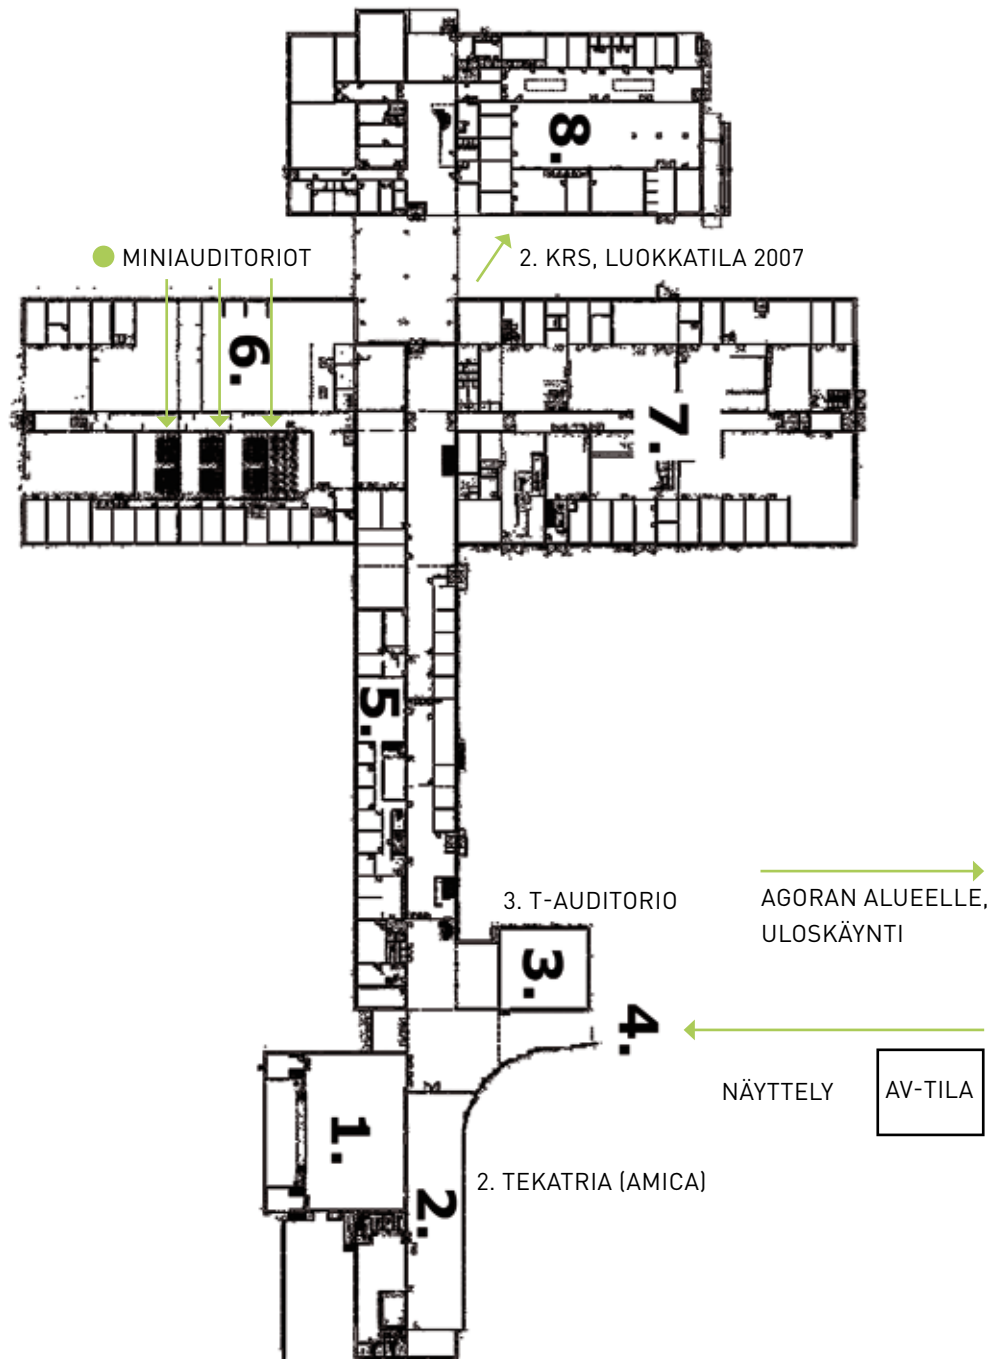 8.
MINIAUDITORIOT
2. KRS, LUOKKATILA 2007
6.
7.
5.
3. T-AUDITORIO
AGORAN ALUEELLE,
ULOSKÄYNTI
3.
4.
NÄYTTELY
AV-TILA
1.
2. TEKATRIA (AMICA)
2.